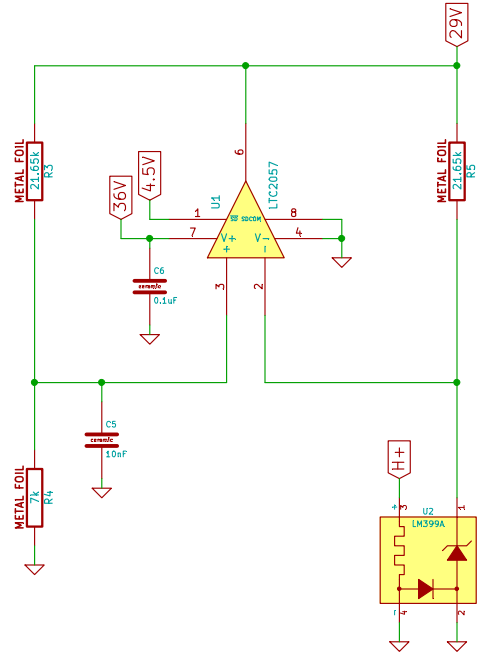 29V
METAL FOIL
21.65k
R3
36V
4.5V
6
U1
LTC2057
1
SD SDCOM
8
7
V+
V-
4
+
-
3
2
METAL FOIL
21.65k
R5
C6
ceramic
0.1uF
C5
ceramic
10nF
METAL FOIL
7k
R4
H+
+
3
1
U2
LM399A
-
4
2